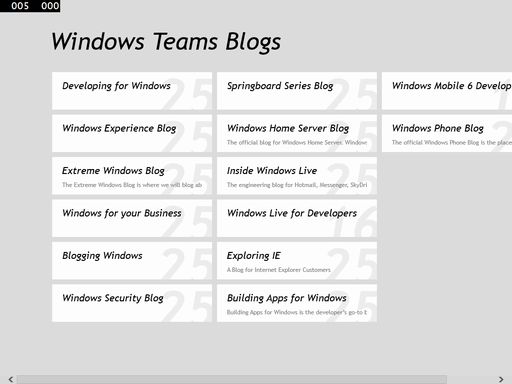 005 000
Windows Teams Blogs
Developing for Windows
25
Windows Experience Blog
25
Extreme Windows Blog
The Extreme Windows Blog is where we will blog ab
25
Windows for your Business
25
Blogging Windows
25
Windows Security Blog
25
Springboard Series Blog
25
Windows Home Server Blog
The official blog for Windows Home Server. Window
25
Inside Windows Live
The engineering blog for Hotmail, Messenger, SkyDri
25
Windows Live for Developers
16
Exploring IE
A Blog for Internet Explorer Customers
25
Building Apps for Windows
Building Apps for Windows is the developer's go-to b
25
Windows Mobile 6 Develop
Windows Phone Blog
The official Windows Phone Blog is the place